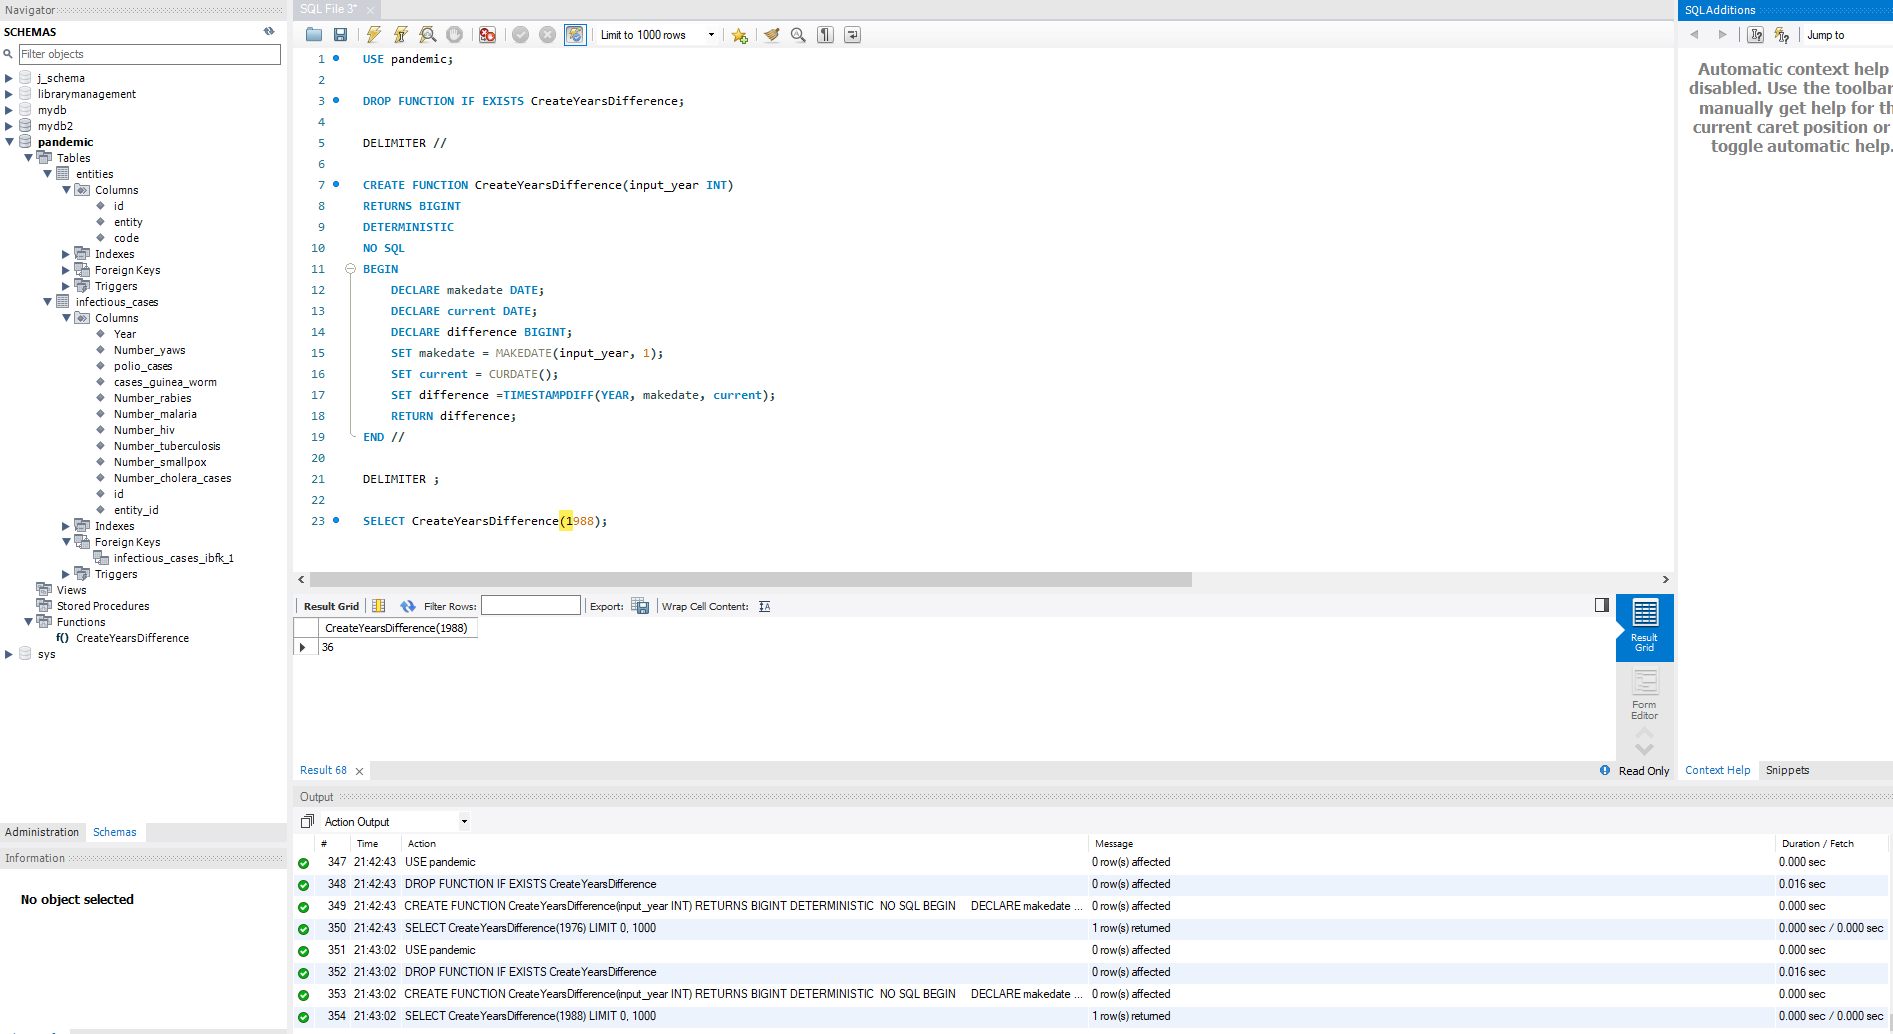 Navigator
SCHEMAS
Filter objects
j_schema
librarymanagement
mydb
mydb2
pandemic
Tables
entities
Columns
id
entity
code
Indexes
Foreign Keys
Triggers
infectious_cases
Columns
Year
Number_yaws
polio_cases
cases_guinea_worm
Number_rabies
Number_malaria
Number_hiv
Number_tuberculosis
Number_smallpox
Number_cholera_cases
id
entity_id
Indexes
Foreign Keys
infectious_cases_ibfk_1
Triggers
Views
Stored Procedures
Functions
f() CreateYearsDifference
sys
Administration Schemas
Information
No object selected
SQL File 3*
Limit to 1000 rows
1 USE pandemic;
2
3 DROP FUNCTION IF EXISTS CreateYearsDifference;
4
5 DELIMITER //
6
7 CREATE FUNCTION CreateYearsDifference(input_year INT)
8 RETURNS BIGINT
9 DETERMINISTIC
10 NO SQL
11 BEGIN
12 DECLARE makedate DATE;
13 DECLARE current DATE;
14 DECLARE difference BIGINT;
15 SET makedate = MAKEDATE(input_year, 1);
16 SET current = CURDATE();
17 SET difference =TIMESTAMPDIFF(YEAR, makedate, current);
18 RETURN difference;
19 END //
20
21 DELIMITER ;
22
23 SELECT CreateYearsDifference(1988);
Result Grid Filter Rows: Export: Wrap Cell Content:
CreateYearsDifference(1988)
36
Result Grid
Form Editor
Result 68
Read Only
SQLAdditions
Jump to
Automatic context help
disabled. Use the toolbar
manually get help for th
current caret position or
toggle automatic help.
Context Help Snippets
Output
Action Output
# Time Action Message Duration / Fetch
347 21:42:43 USE pandemic 0 row(s) affected 0.000 sec
348 21:42:43 DROP FUNCTION IF EXISTS CreateYearsDifference 0 row(s) affected 0.016 sec
349 21:42:43 CREATE FUNCTION CreateYearsDifference(input_year INT) RETURNS BIGINT DETERMINISTIC NO SQL BEGIN DECLARE makedate ... 0 row(s) affected 0.000 sec
350 21:42:43 SELECT CreateYearsDifference(1976) LIMIT 0, 1000 1 row(s) returned 0.000 sec / 0.000 sec
351 21:43:02 USE pandemic 0 row(s) affected 0.000 sec
352 21:43:02 DROP FUNCTION IF EXISTS CreateYearsDifference 0 row(s) affected 0.016 sec
353 21:43:02 CREATE FUNCTION CreateYearsDifference(input_year INT) RETURNS BIGINT DETERMINISTIC NO SQL BEGIN DECLARE makedate ... 0 row(s) affected 0.000 sec
354 21:43:02 SELECT CreateYearsDifference(1988) LIMIT 0, 1000 1 row(s) returned 0.000 sec / 0.000 sec